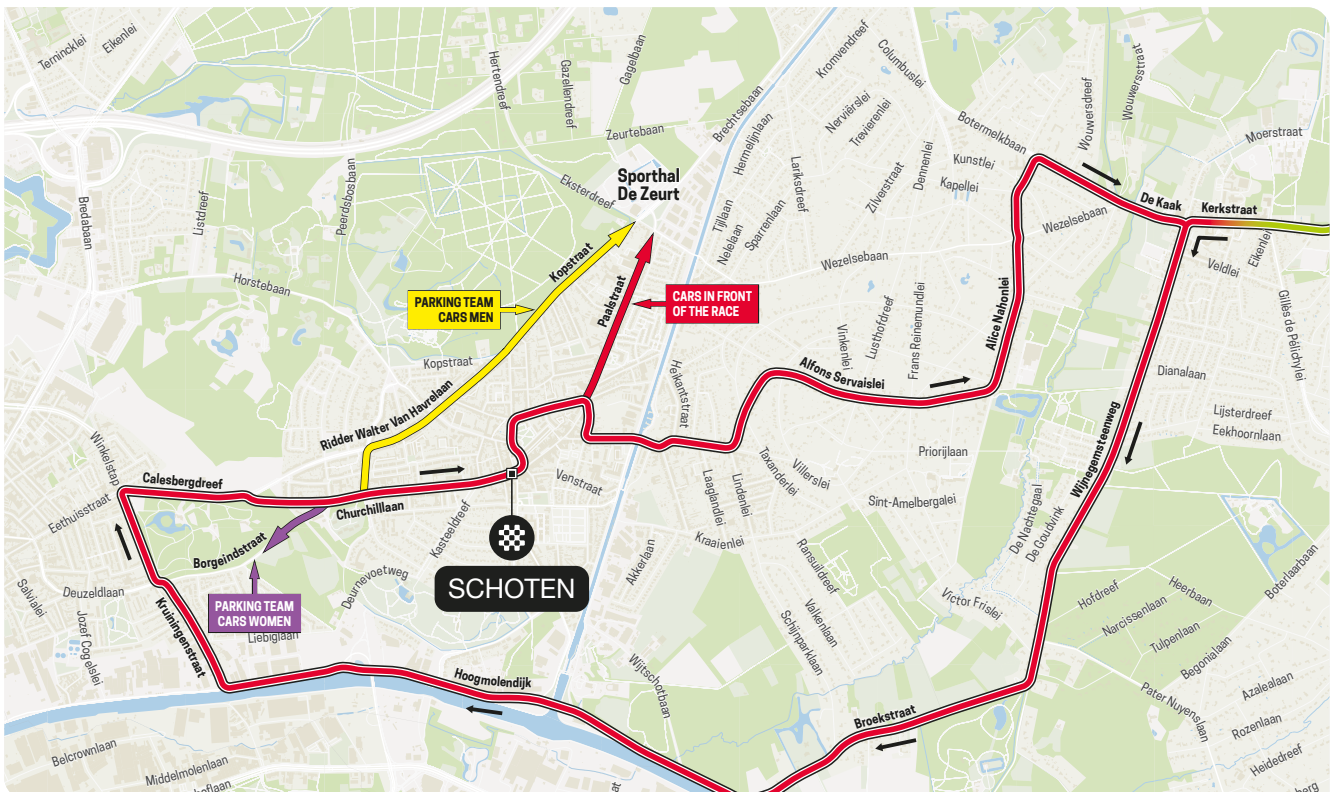 Ternincklei
Eikenlei
Hertendreef
Gazellendreef
Gagelbaan
Zeurtebaan
Brechtsebaan
Hermelijnlaan
Kromvendreef
Columbuslei
Nerviërslei
Trevierenlei
Botermelkbaan
Wouwersdreef
Wouwersstraat
Moerstraat
Bredabaan
Listdreef
Peerdsbosbaan
Eksterdreef
Sporthal
De Zeurt
Lariksdreef
Zilverstraat
Dennenlei
Kunstlei
Kapellei
Tijllaan
Nelelaan
Sparrenlaan
Wezelsebaan
Wezelsebaan
De Kaak
Kerkstraat
Veldlei
Eikenlei
Gillès de Pélichylei
Horstebaan
Kopstraat
PARKING TEAM
CARS MEN
Paalstraat
CARS IN FRONT
OF THE RACE
Kopstraat
Vinkenlei
Lusthofdreef
Frans Reinemundlei
Alice Nahonlei
Heikantstraat
Alfons Servaislei
Dianalaan
Lijsterdreef
Eekhoornlaan
Wijnegemsteenweg
Ridder Walter Van Havrelaan
Winkelstap
Calesbergdreef
Eethuisstraat
Churchilllaan
Kasteeldreef
Venstraat
Taxanderlei
Villerslei
Priorijlaan
Laaglandlei
Lindenlei
Sint-Amelbergalei
De Nachtegaal
De Goudvink
Kraaienlei
Borgeindstraat
SCHOTEN
Akkerlaan
Ransuildreef
Deurnevoetweg
Salvialei
Deuzeldlaan
Jozef Cogelslei
Kruiningenstraat
PARKING TEAM
CARS WOMEN
Liebiglaan
Valkenlaan
Schijnparklaan
Victor Frislei
Hofdreef
Heerbaan
Narcissenlaan
Tulpenlaan
Begonialaan
Boterlaarbaan
Hoogmolendijk
Wijtschotbaan
Broekstraat
Pater Nuyenslaan
Azalealaan
Rozenlaan
Heidedreef
Belcrownlaan
Middelmolenlaan